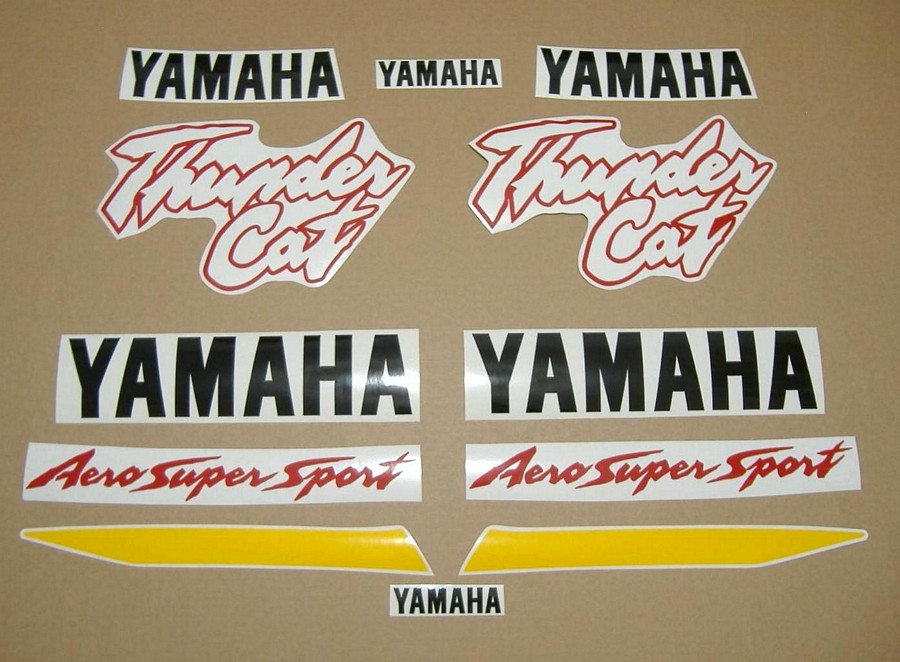 YAMAHA YAMAHA YAMAHA
Thunder Thunder
Cat Cat
YAMAHA YAMAHA
Aero Super Sport Aero Super Sport
YAMAHA